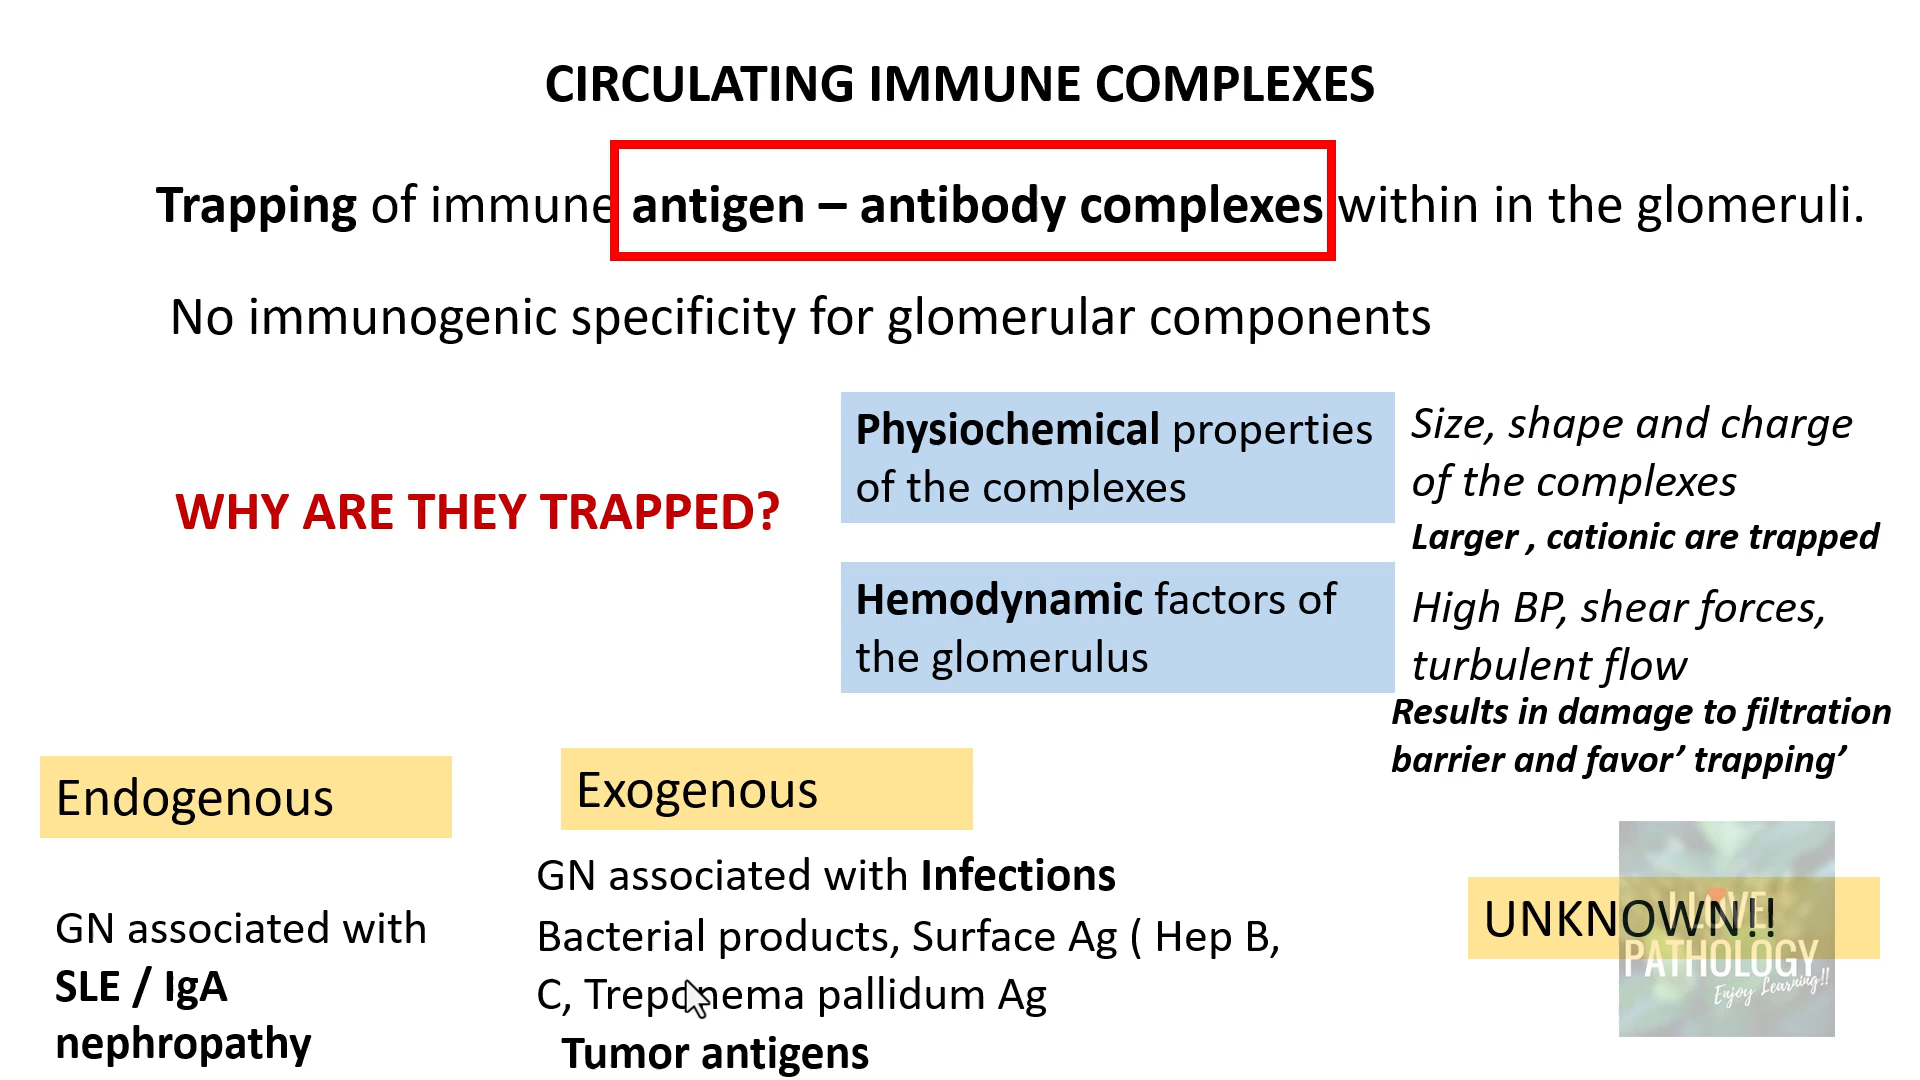 CIRCULATING IMMUNE COMPLEXES
Trapping of immune antigen – antibody complexes within in the glomeruli.
No immunogenic specificity for glomerular components
WHY ARE THEY TRAPPED?
Physiochemical properties
of the complexes
Size, shape and charge
of the complexes
Larger , cationic are trapped
Hemodynamic factors of
the glomerulus
High BP, shear forces,
turbulent flow
Results in damage to filtration
barrier and favor’ trapping’
Endogenous
GN associated with
SLE / IgA
nephropathy
Exogenous
GN associated with Infections
Bacterial products, Surface Ag ( Hep B,
C, Treponema pallidum Ag
Tumor antigens
UNKNOWN!!
I LOVE
PATHOLOGY
Enjoy Learning!!